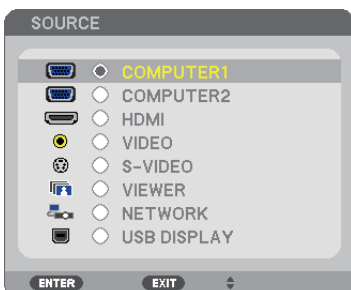 SOURCE
COMPUTER1
COMPUTER2
HDMI
VIDEO
S-VIDEO
VIEWER
NETWORK
USB DISPLAY
ENTER EXIT